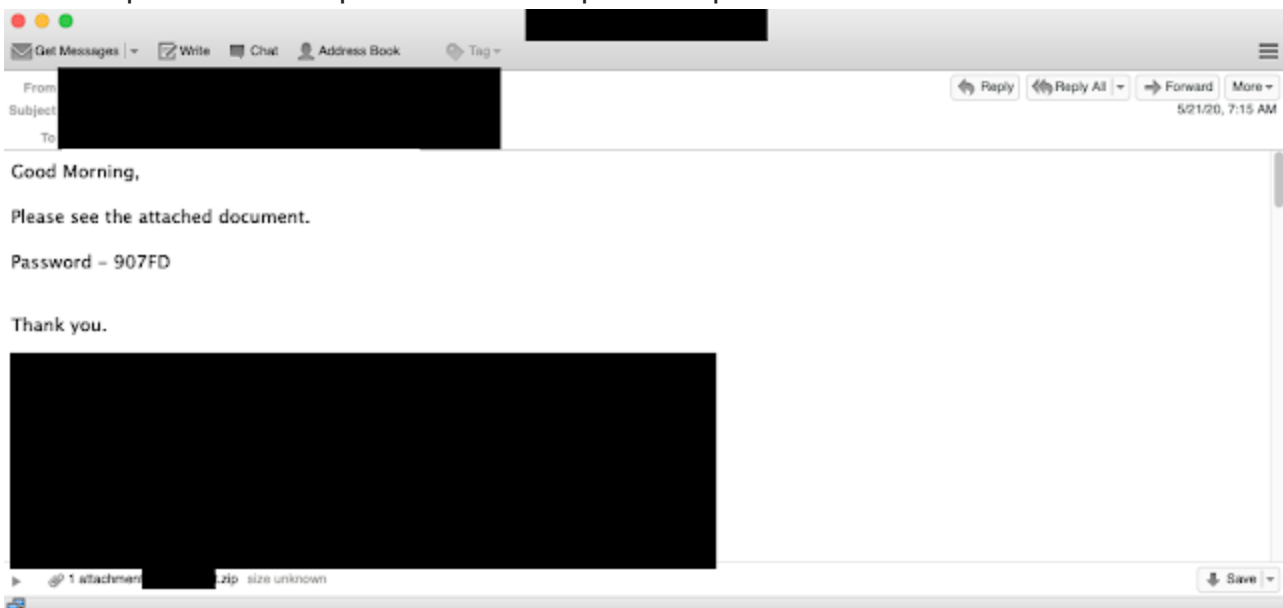 Get Messages Write Chat Address Book Tag
From Reply Reply All Forward More
Subject 5/21/20, 7:15 AM
To
Good Morning,
Please see the attached document.
Password – 907FD
Thank you.
1 attachment .zip size unknown Save